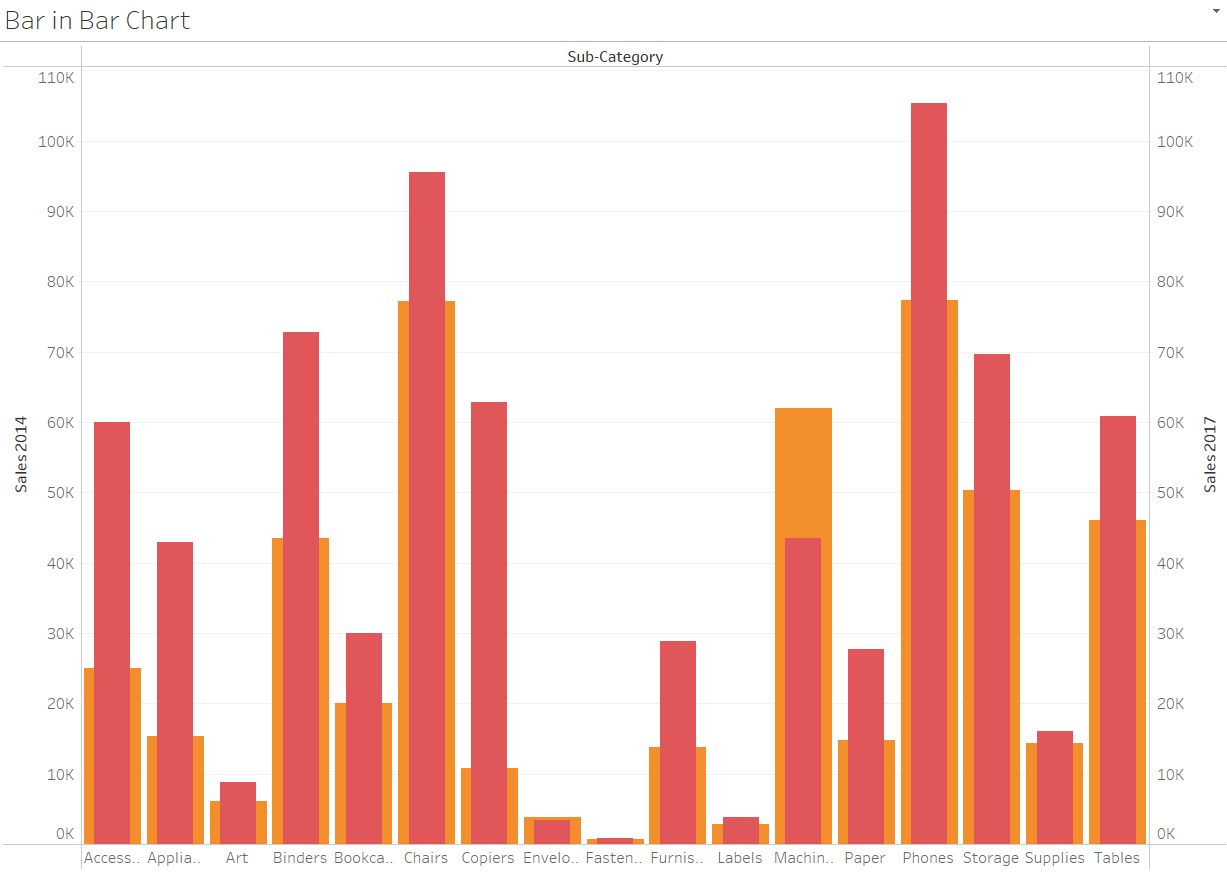 Bar in Bar Chart
Sub-Category
110K 110K
100K 100K
90K 90K
80K 80K
70K 70K
60K 60K
Sales 2014 Sales 2017
50K 50K
40K 40K
30K 30K
20K 20K
10K 10K
0K 0K
Access.. Applia.. Art Binders Bookca.. Chairs Copiers Envelo.. Fasten.. Furnis.. Labels Machin.. Paper Phones Storage Supplies Tables